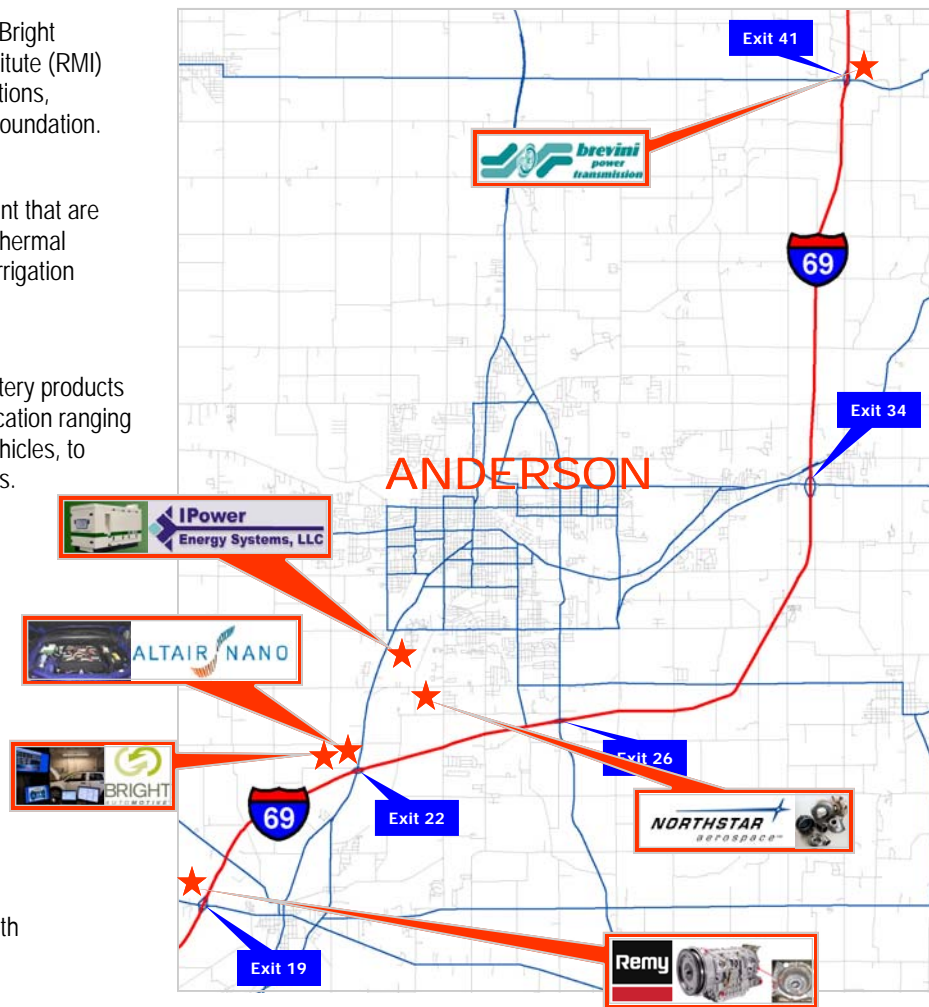 Bright
itute (RMI)
tions,
oundation.
nt that are
hermal
rrigation
tery products
cation ranging
hicles, to
s.
th
Exit 41
brevini
power
transmission
69
Exit 34
ANDERSON
IPower
Energy Systems, LLC
ALTAIR NANO
BRIGHT
AUTOMOTIVE
Exit 26
69
Exit 22
NORTHSTAR
aerospace
Remy
Exit 19